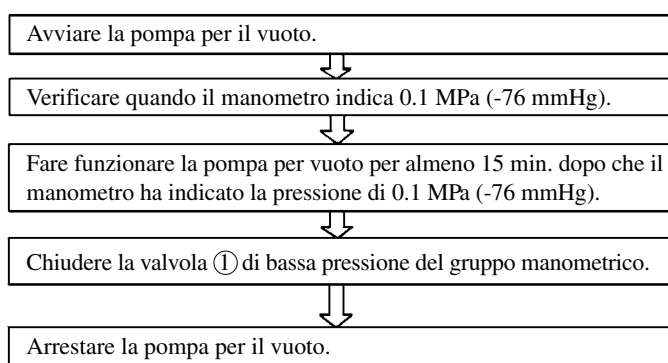 Avviare la pompa per il vuoto.
Verificare quando il manometro indica 0.1 MPa (-76 mmHg).
Fare funzionare la pompa per vuoto per almeno 15 min. dopo che il
manometro ha indicato la pressione di 0.1 MPa (-76 mmHg).
Chiudere la valvola ① di bassa pressione del gruppo manometrico.
Arrestare la pompa per il vuoto.